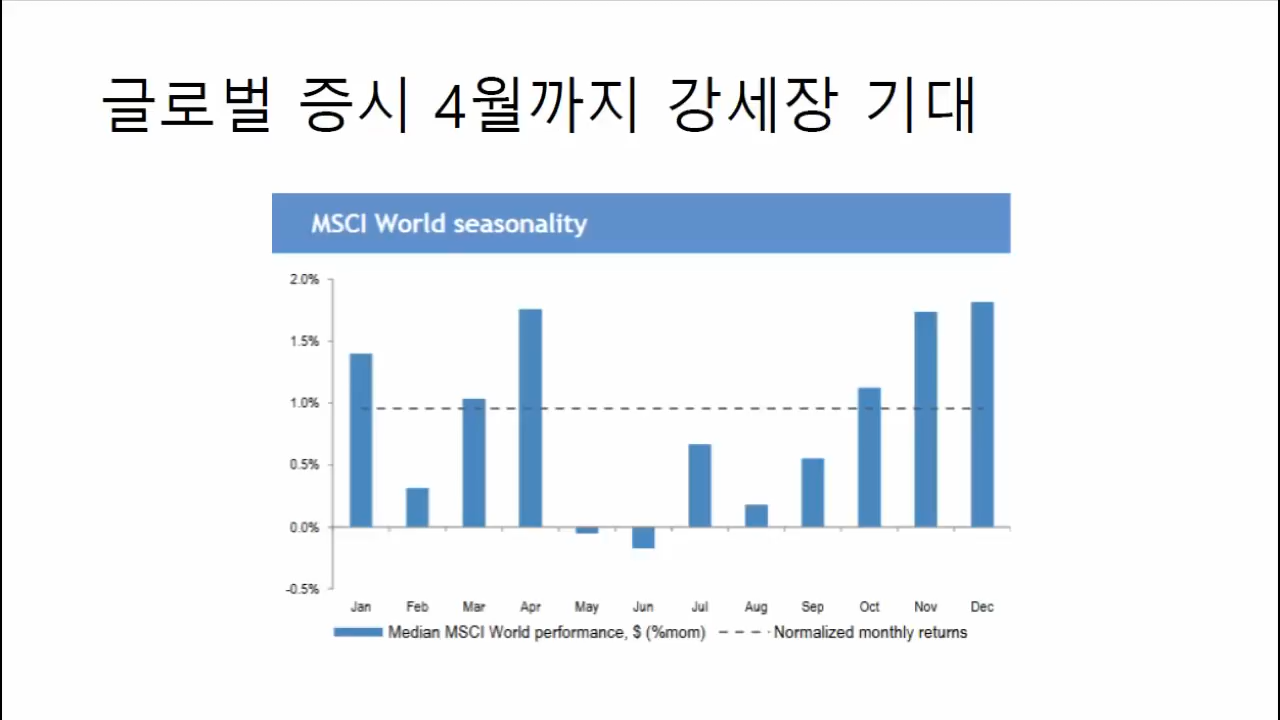 글로벌 증시 4월까지 강세장 기대
MSCI World seasonality
2.0%
1.5%
1.0%
0.5%
0.0%
-0.5%
Jan Feb Mar Apr May Jun Jul Aug Sep Oct Nov Dec
Median MSCI World performance, $ (%mom) Normalized monthly returns